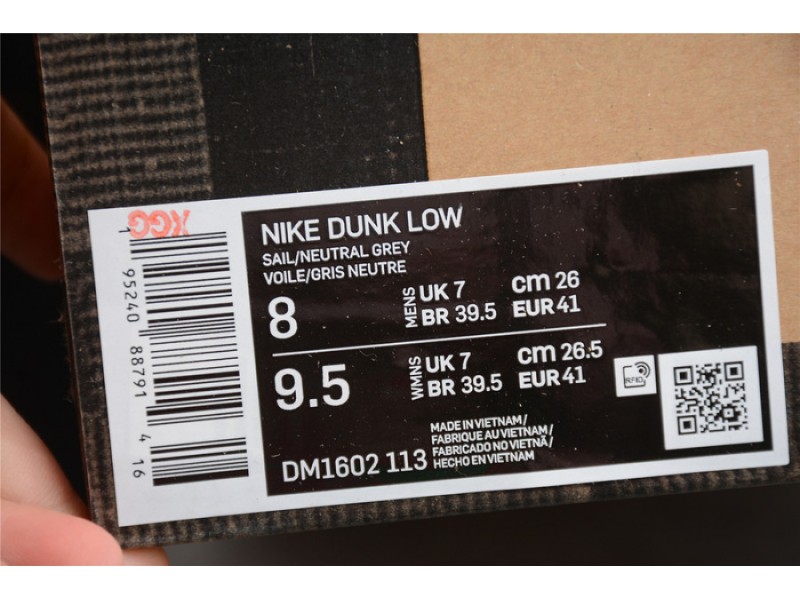 XCC
1 95240 88791 4 16
NIKE DUNK LOW
SAIL/NEUTRAL GREY
VOILE/GRIS NEUTRE
8 MENS UK 7 cm 26
BR 39.5 EUR 41
9.5 WMNS UK 7 cm 26.5
BR 39.5 EUR 41
RFID
DM1602 113
MADE IN VIETNAM/
FABRIQUE AU VIETNAM/
FABRICADO NO VIETNÃ/
HECHO EN VIETNAM